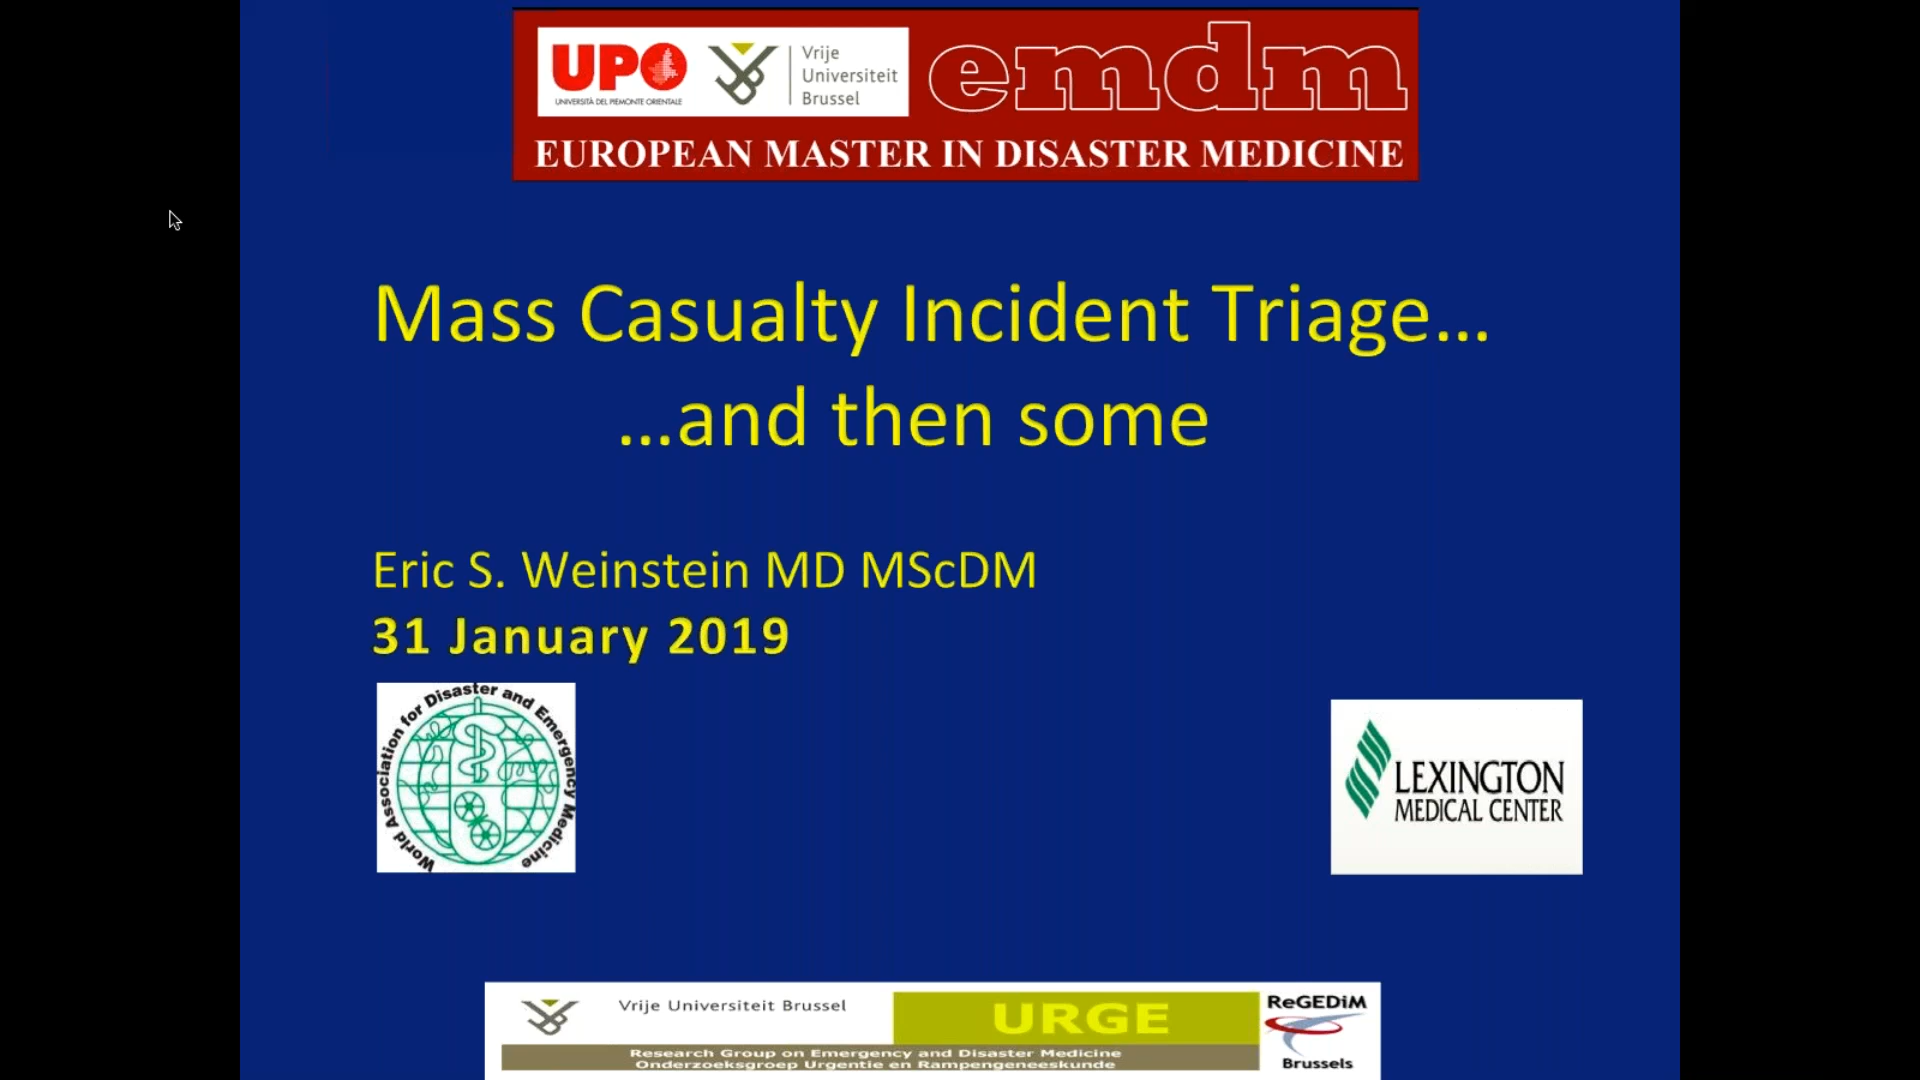 UPO
UNIVERSITÀ DEL PIEMONTE ORIENTALE
Vrije
Universiteit
Brussel
emdm
EUROPEAN MASTER IN DISASTER MEDICINE
Mass Casualty Incident Triage...
...and then some
Eric S. Weinstein MD MScDM
31 January 2019
World Association for Disaster and Emergency Medicine
LEXINGTON
MEDICAL CENTER
Vrije Universiteit Brussel
URGE
Research Group on Emergency and Disaster Medicine
Onderzoeksgroep Urgentie en Rampengeneeskunde
ReGEDiM
Brussels